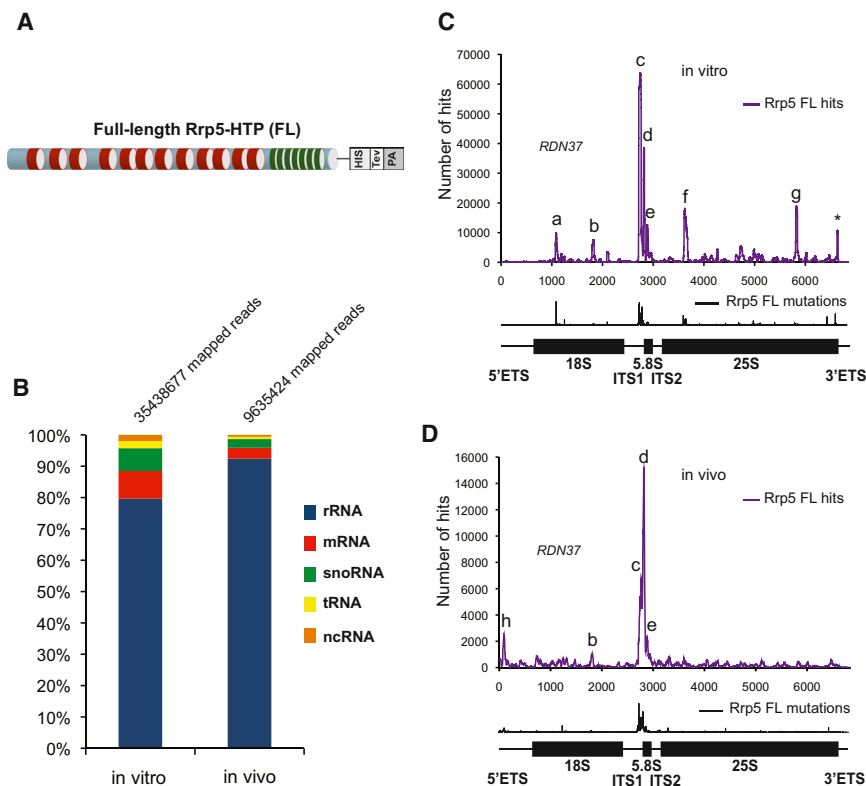 A
Full-length Rrp5-HTP (FL)
HIS
Tev
PA
B
35438677 mapped reads
9635424 mapped reads
100%
90%
80%
70%
60%
50%
40%
30%
20%
10%
0%
in vitro
in vivo
rRNA
mRNA
snoRNA
tRNA
ncRNA
C
Number of hits
70000
60000
50000
40000
30000
20000
10000
0
in vitro
Rrp5 FL hits
RDN37
a
b
c
d
e
f
g
*
0 1000 2000 3000 4000 5000 6000
Rrp5 FL mutations
18S
5.8S
25S
5'ETS
ITS1
ITS2
3'ETS
D
Number of hits
16000
14000
12000
10000
8000
6000
4000
2000
0
in vivo
Rrp5 FL hits
RDN37
h
b
c
d
e
0 1000 2000 3000 4000 5000 6000
Rrp5 FL mutations
18S
5.8S
25S
5'ETS
ITS1
ITS2
3'ETS